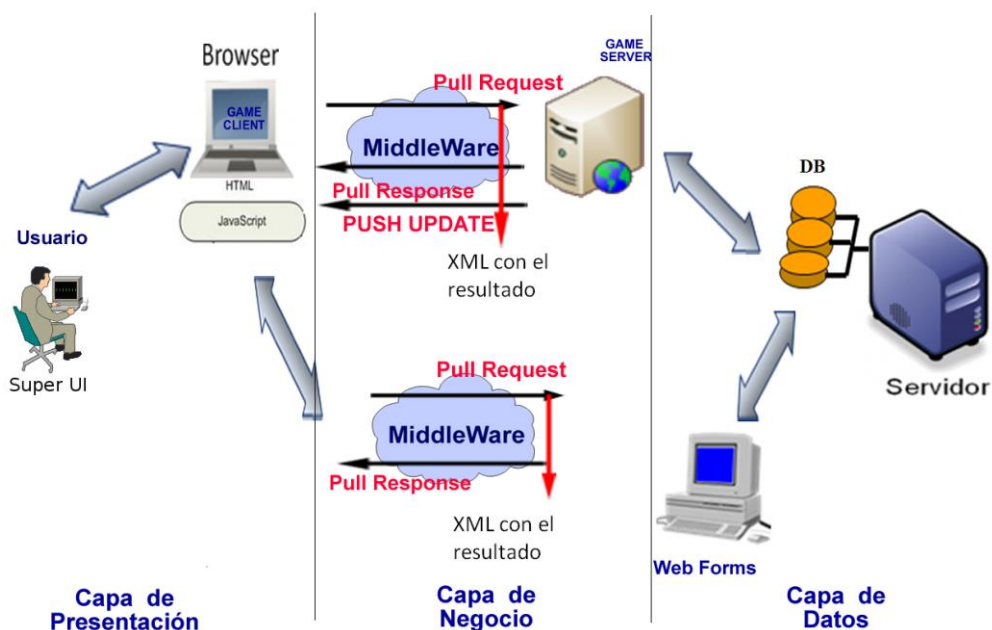 Browser
GAME
CLIENT
HTML
JavaScript
Usuario
Super UI
Capa de
Presentación
GAME
SERVER
Pull Request
MiddleWare
Pull Response
PUSH UPDATE
XML con el
resultado
Pull Request
MiddleWare
Pull Response
XML con el
resultado
Capa de
Negocio
DB
Servidor
Web Forms
Capa de
Datos